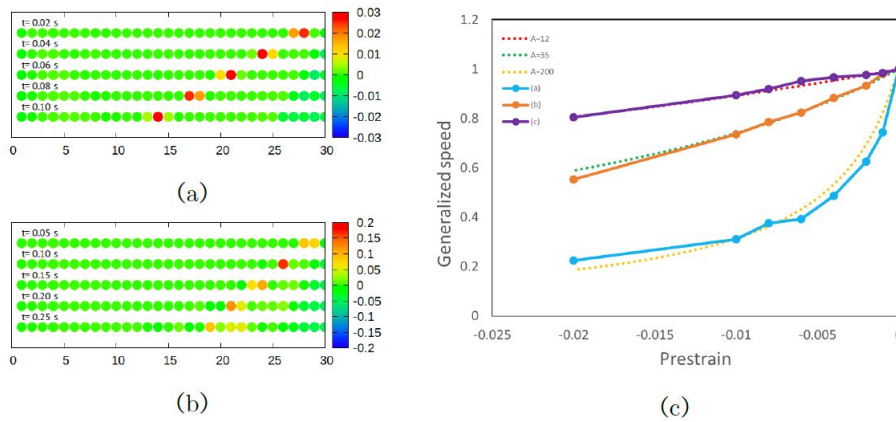 t= 0.02 s
t= 0.04 s
t= 0.06 s
t= 0.08 s
t= 0.10 s
0 5 10 15 20 25 30
0.03
0.02
0.01
0
-0.01
-0.02
-0.03
(a)
t= 0.05 s
t= 0.10 s
t= 0.15 s
t= 0.20 s
t= 0.25 s
0 5 10 15 20 25 30
0.2
0.15
0.1
0.05
0
-0.05
-0.1
-0.15
-0.2
(b)
Generalized speed
1.2
1
0.8
0.6
0.4
0.2
0
A=12
A=35
A=200
(a)
(b)
(c)
-0.025 -0.02 -0.015 -0.01 -0.005
Prestrain
(c)